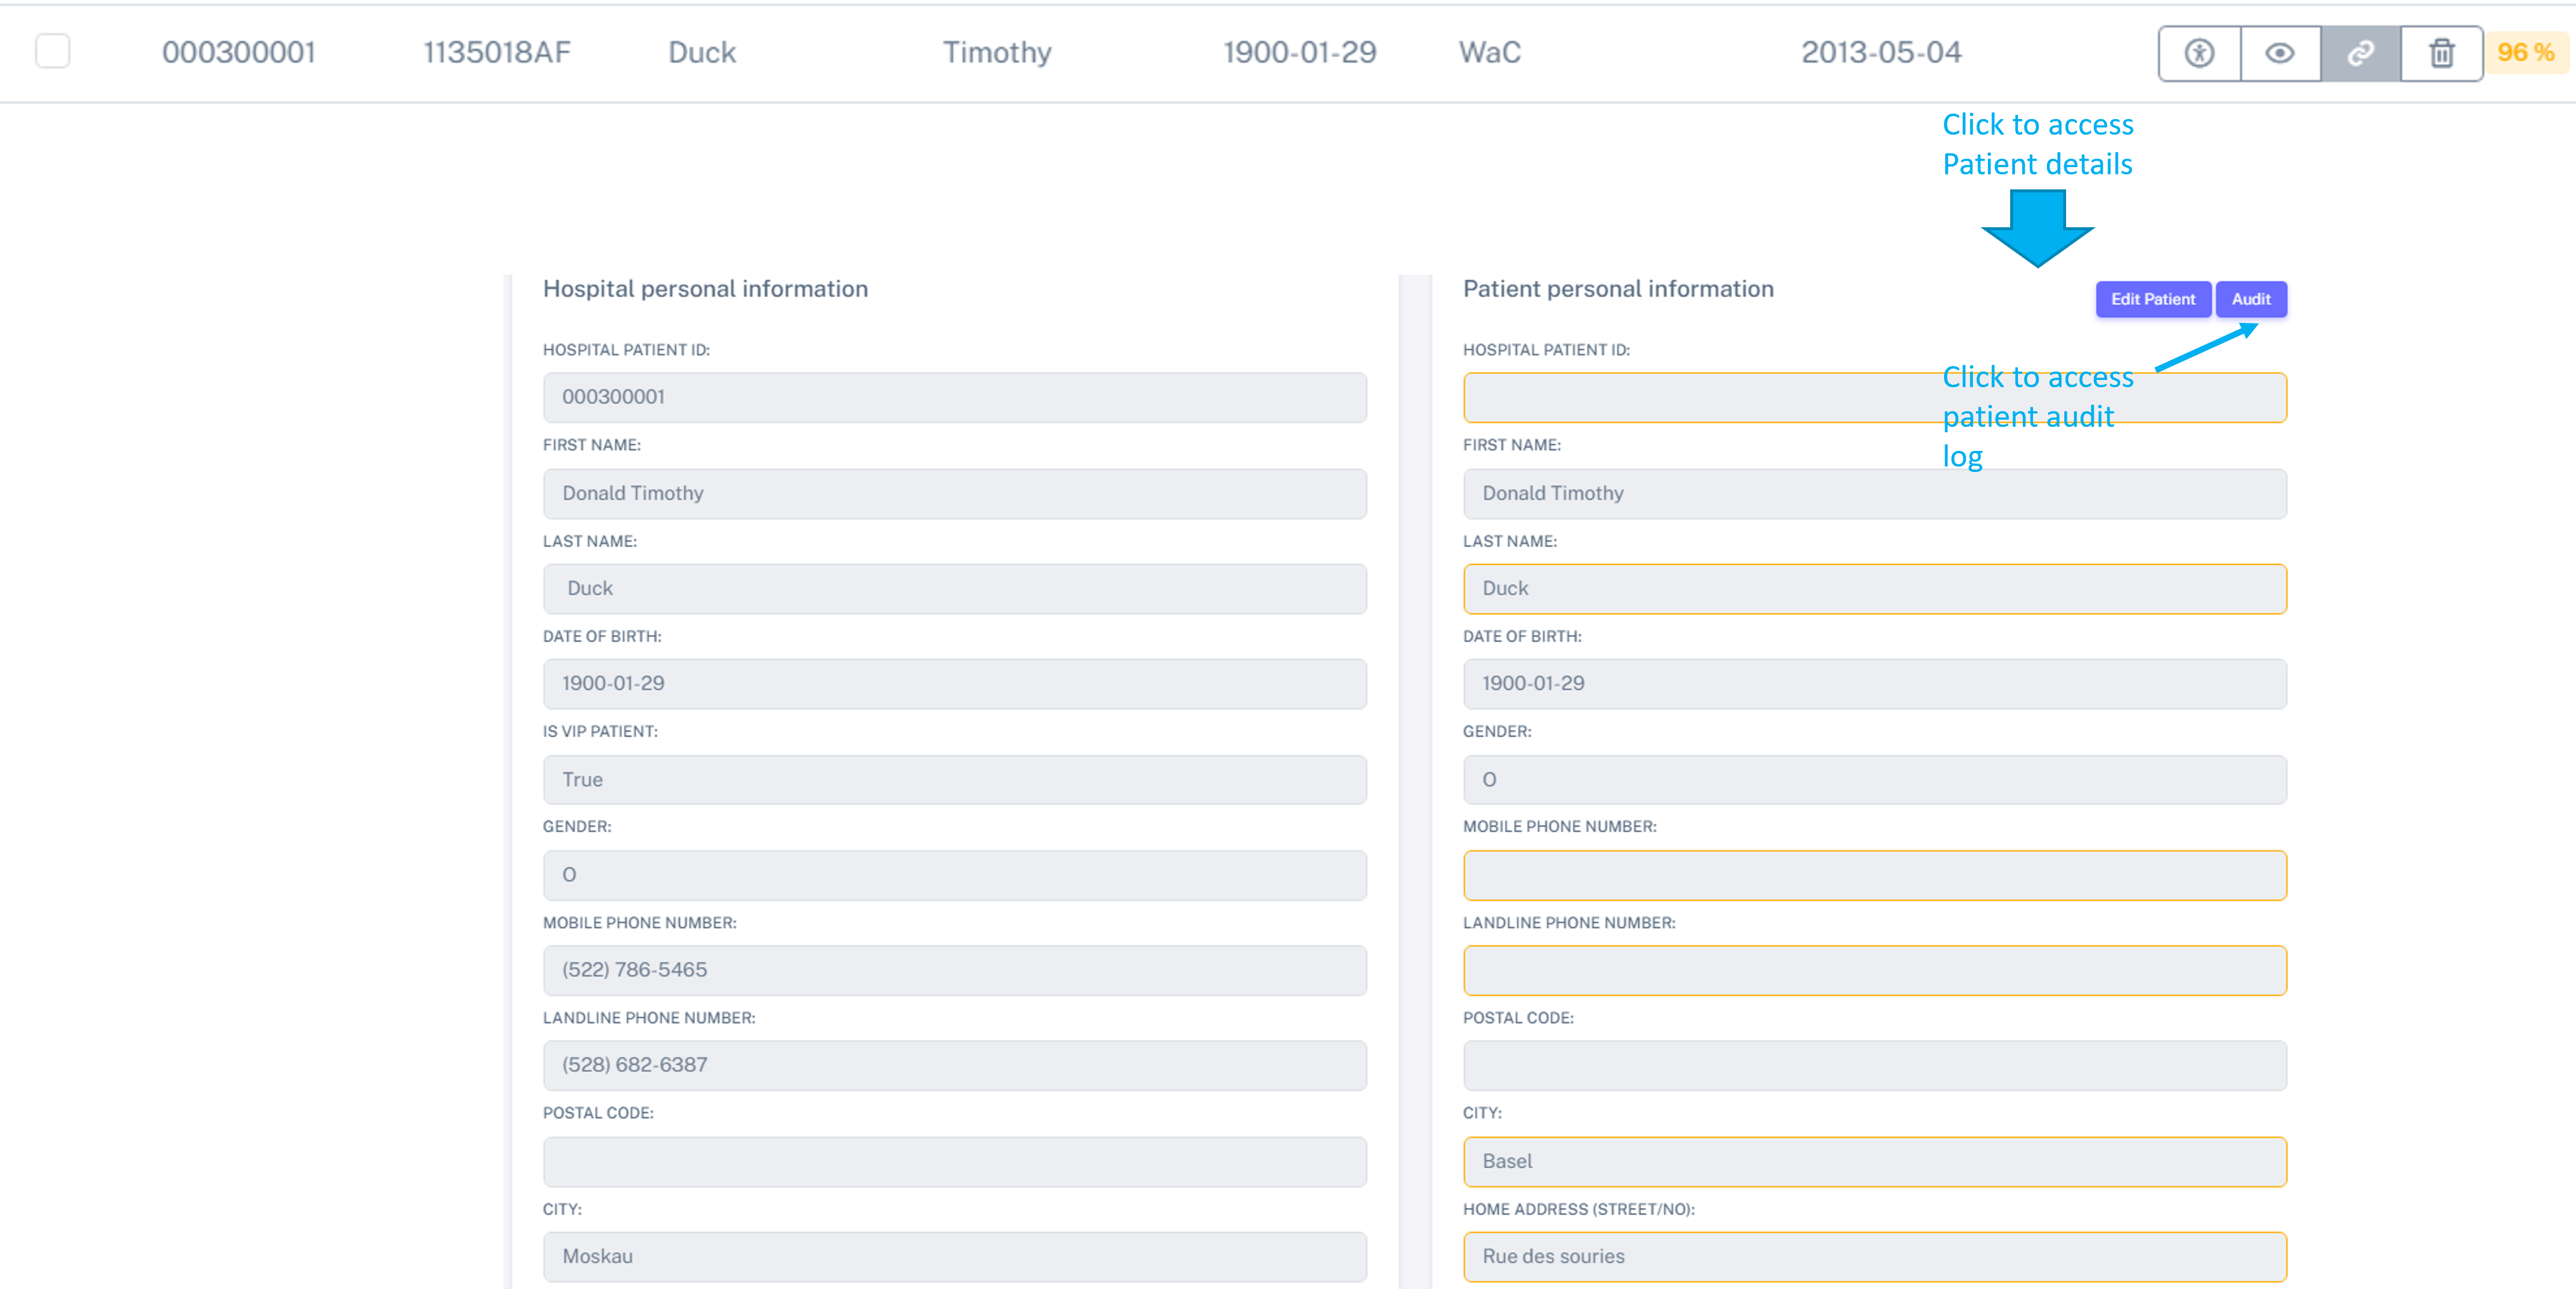 000300001 1135018AF Duck Timothy 1900-01-29 WaC 2013-05-04 96 %
Click to access
Patient details
Hospital personal information
HOSPITAL PATIENT ID:
000300001
FIRST NAME:
Donald Timothy
LAST NAME:
Duck
DATE OF BIRTH:
1900-01-29
IS VIP PATIENT:
True
GENDER:
O
MOBILE PHONE NUMBER:
(522) 786-5465
LANDLINE PHONE NUMBER:
(528) 682-6387
POSTAL CODE:
CITY:
Moskau
Patient personal information
Edit Patient Audit
Click to access
patient audit
log
HOSPITAL PATIENT ID:
FIRST NAME:
Donald Timothy
LAST NAME:
Duck
DATE OF BIRTH:
1900-01-29
GENDER:
O
MOBILE PHONE NUMBER:
LANDLINE PHONE NUMBER:
POSTAL CODE:
CITY:
Basel
HOME ADDRESS (STREET/NO):
Rue des souries